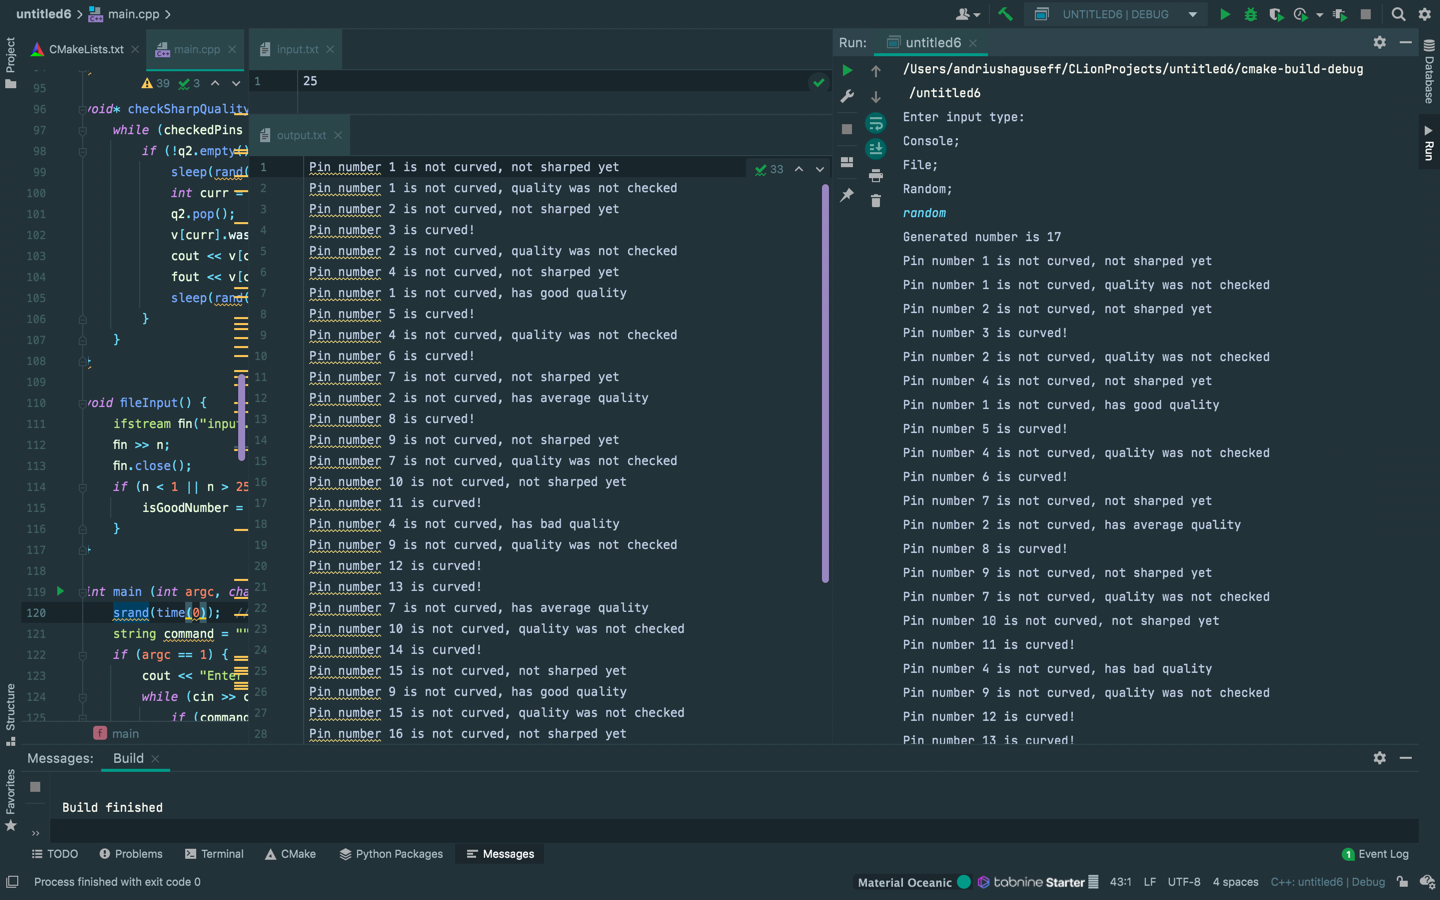 untitled6 > main.cpp >
UNTITLED6 | DEBUG
Project
CMakeLists.txt
main.cpp
input.txt
39 3
1 25
output.txt
95
96 void* checkSharpQuality
97 while (checkedPins
98 if (!q2.empty()
99 sleep(rand(
100 int curr =
101 q2.pop();
102 v[curr].was
103 cout << v[c
104 fout << v[c
105 sleep(rand(
106 }
107 }
108 }
109
110 void fileInput() {
111 ifstream fin("input.
112 fin >> n;
113 fin.close();
114 if (n < 1 || n > 25
115 isGoodNumber =
116 }
117 }
118
119 int main (int argc, cha
120 srand(time(0)); //
121 string command = ""
122 if (argc == 1) {
123 cout << "Enter
124 while (cin >> c
125 if (command
f main
33
1 Pin number 1 is not curved, not sharped yet
2 Pin number 1 is not curved, quality was not checked
3 Pin number 2 is not curved, not sharped yet
4 Pin number 3 is curved!
5 Pin number 2 is not curved, quality was not checked
6 Pin number 4 is not curved, not sharped yet
7 Pin number 1 is not curved, has good quality
8 Pin number 5 is curved!
9 Pin number 4 is not curved, quality was not checked
10 Pin number 6 is curved!
11 Pin number 7 is not curved, not sharped yet
12 Pin number 2 is not curved, has average quality
13 Pin number 8 is curved!
14 Pin number 9 is not curved, not sharped yet
15 Pin number 7 is not curved, quality was not checked
16 Pin number 10 is not curved, not sharped yet
17 Pin number 11 is curved!
18 Pin number 4 is not curved, has bad quality
19 Pin number 9 is not curved, quality was not checked
20 Pin number 12 is curved!
21 Pin number 13 is curved!
22 Pin number 7 is not curved, has average quality
23 Pin number 10 is not curved, quality was not checked
24 Pin number 14 is curved!
25 Pin number 15 is not curved, not sharped yet
26 Pin number 9 is not curved, has good quality
27 Pin number 15 is not curved, quality was not checked
28 Pin number 16 is not curved, not sharped yet
Run: untitled6
/Users/andriushaguseff/CLionProjects/untitled6/cmake-build-debug
/untitled6
Enter input type:
Console;
File;
Random;
random
Generated number is 17
Pin number 1 is not curved, not sharped yet
Pin number 1 is not curved, quality was not checked
Pin number 2 is not curved, not sharped yet
Pin number 3 is curved!
Pin number 2 is not curved, quality was not checked
Pin number 4 is not curved, not sharped yet
Pin number 1 is not curved, has good quality
Pin number 5 is curved!
Pin number 4 is not curved, quality was not checked
Pin number 6 is curved!
Pin number 7 is not curved, not sharped yet
Pin number 2 is not curved, has average quality
Pin number 8 is curved!
Pin number 9 is not curved, not sharped yet
Pin number 7 is not curved, quality was not checked
Pin number 10 is not curved, not sharped yet
Pin number 11 is curved!
Pin number 4 is not curved, has bad quality
Pin number 9 is not curved, quality was not checked
Pin number 12 is curved!
Pin number 13 is curved!
Database
Run
Structure
Favorites
Messages: Build
Build finished
TODO Problems Terminal CMake Python Packages Messages
1 Event Log
Process finished with exit code 0
Material Oceanic tabnine Starter 43:1 LF UTF-8 4 spaces C++: untitled6 | Debug